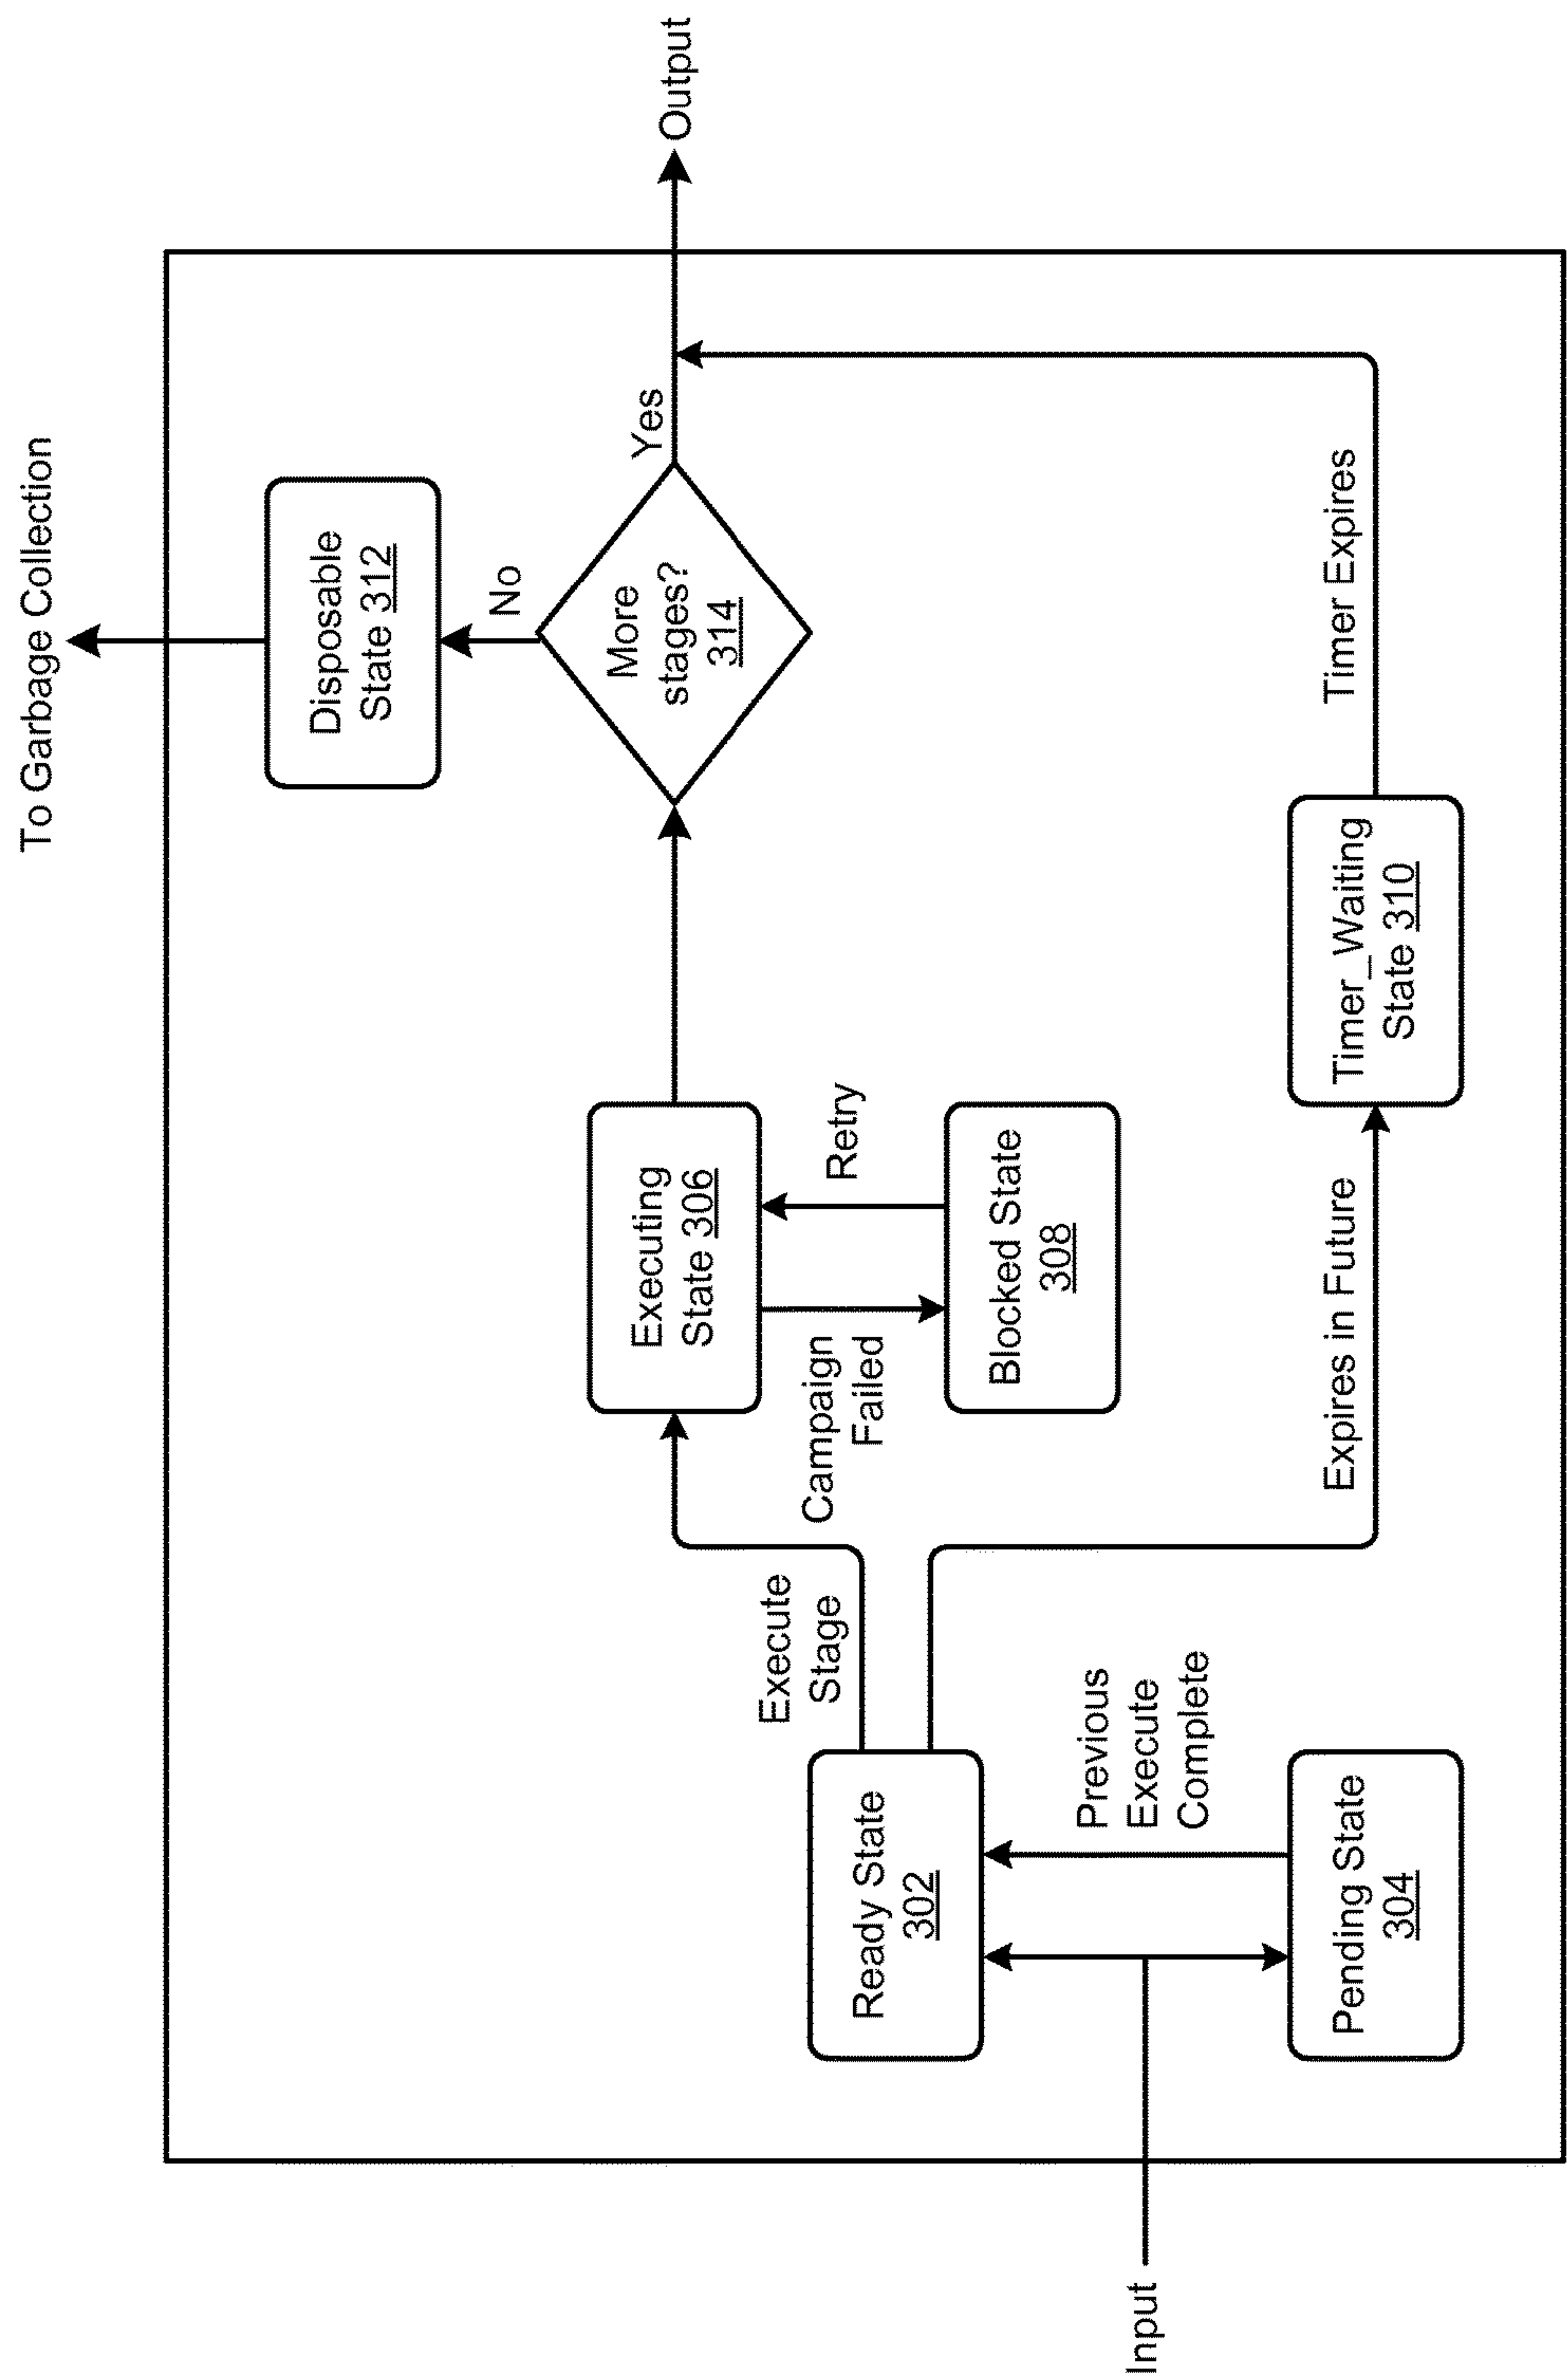 To Garbage Collection
Disposable
State 312
No
Yes
Output
More
stages?
314
Executing
State 306
Execute
Stage
Campaign
Failed
Retry
Blocked State
308
Ready State
302
Previous
Execute
Complete
Input
Pending State
304
Expires in Future
Timer_Waiting
State 310
Timer Expires